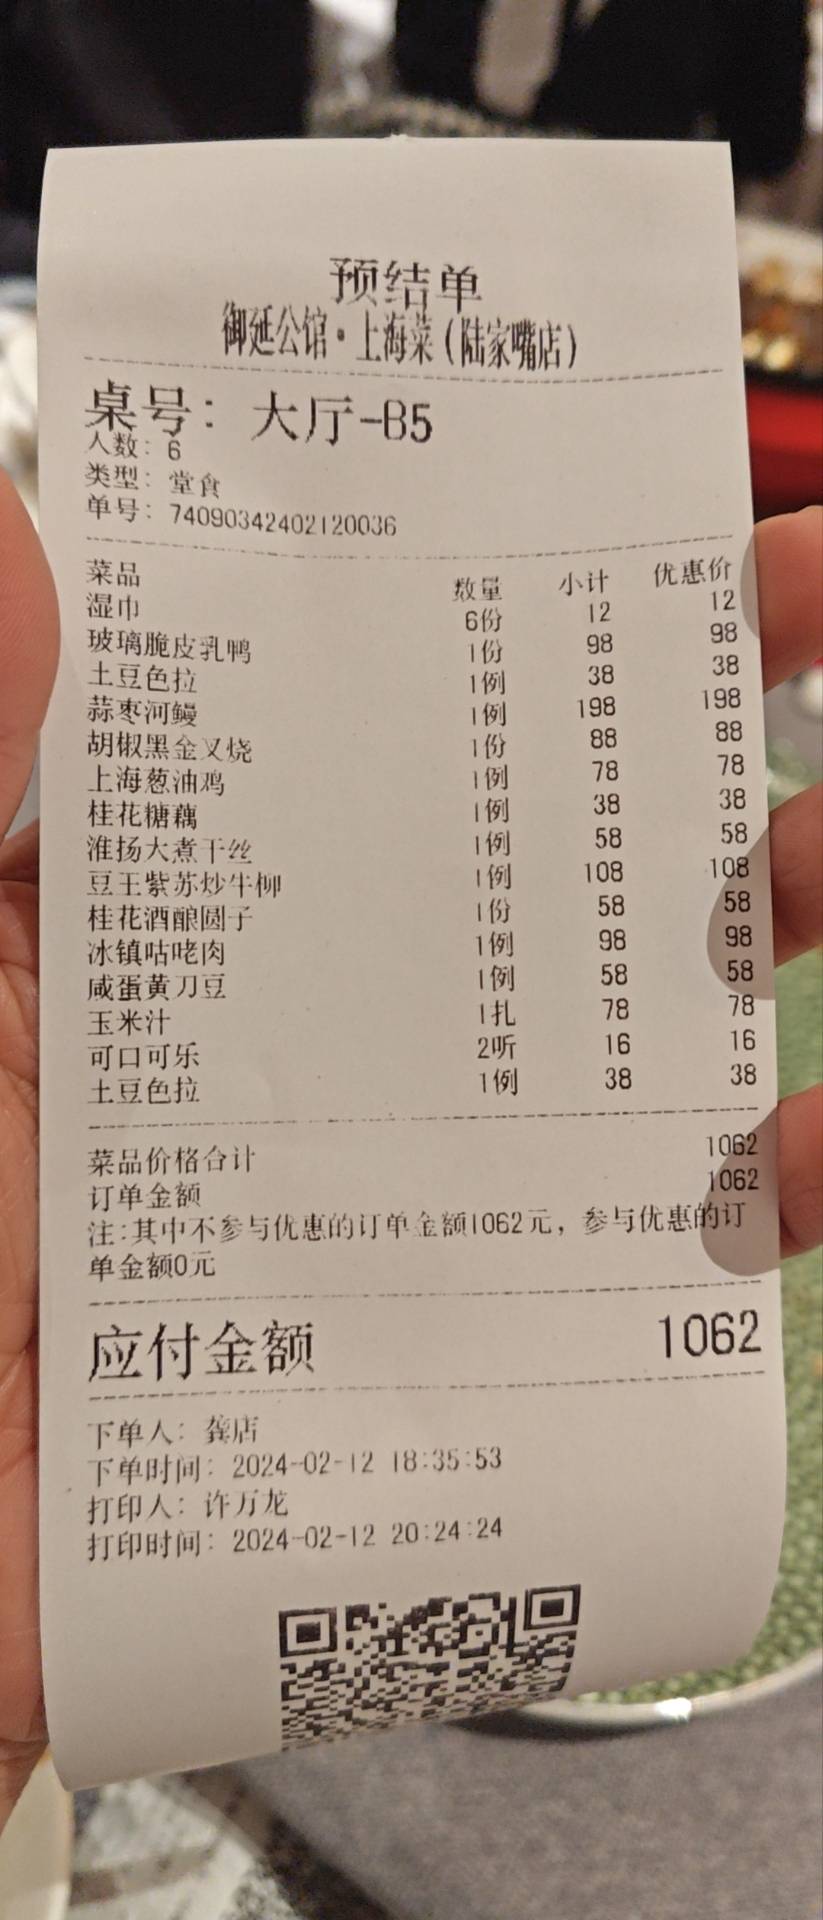 预结单
御延公馆·上海菜(陆家嘴店)
桌号: 大厅-B5
人数: 6
类型: 堂食
单号: 74090342402120036
菜品 数量 小计 优惠价
湿巾 6份 12 12
玻璃脆皮乳鸭 1份 98 98
土豆色拉 1例 38 38
蒜枣河鳗 1例 198 198
胡椒黑金叉烧 1份 88 88
上海葱油鸡 1例 78 78
桂花糖藕 1例 38 38
淮扬大煮干丝 1例 58 58
豆王紫苏炒牛柳 1例 108 108
桂花酒酿圆子 1份 58 58
冰镇咕咾肉 1例 98 98
咸蛋黄刀豆 1例 58 58
玉米汁 1扎 78 78
可口可乐 2听 16 16
土豆色拉 1例 38 38
菜品价格合计 1062
订单金额 1062
注:其中不参与优惠的订单金额1062元，参与优惠的订
单金额0元
应付金额 1062
下单人: 龚店
下单时间: 2024-02-12 18:35:53
打印人: 许万龙
打印时间: 2024-02-12 20:24:24